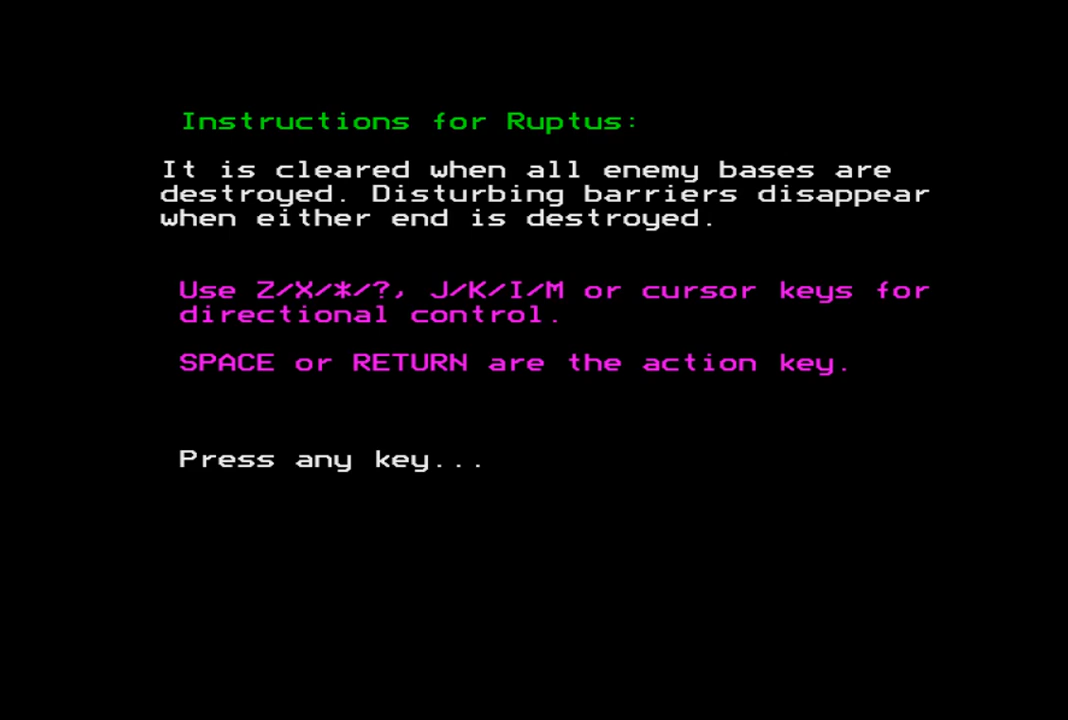 Instructions for Ruptus:
It is cleared when all enemy bases are
destroyed. Disturbing barriers disappear
when either end is destroyed.
Use Z/X/*/?, J/K/I/M or cursor keys for
directional control.
SPACE or RETURN are the action key.
Press any key...